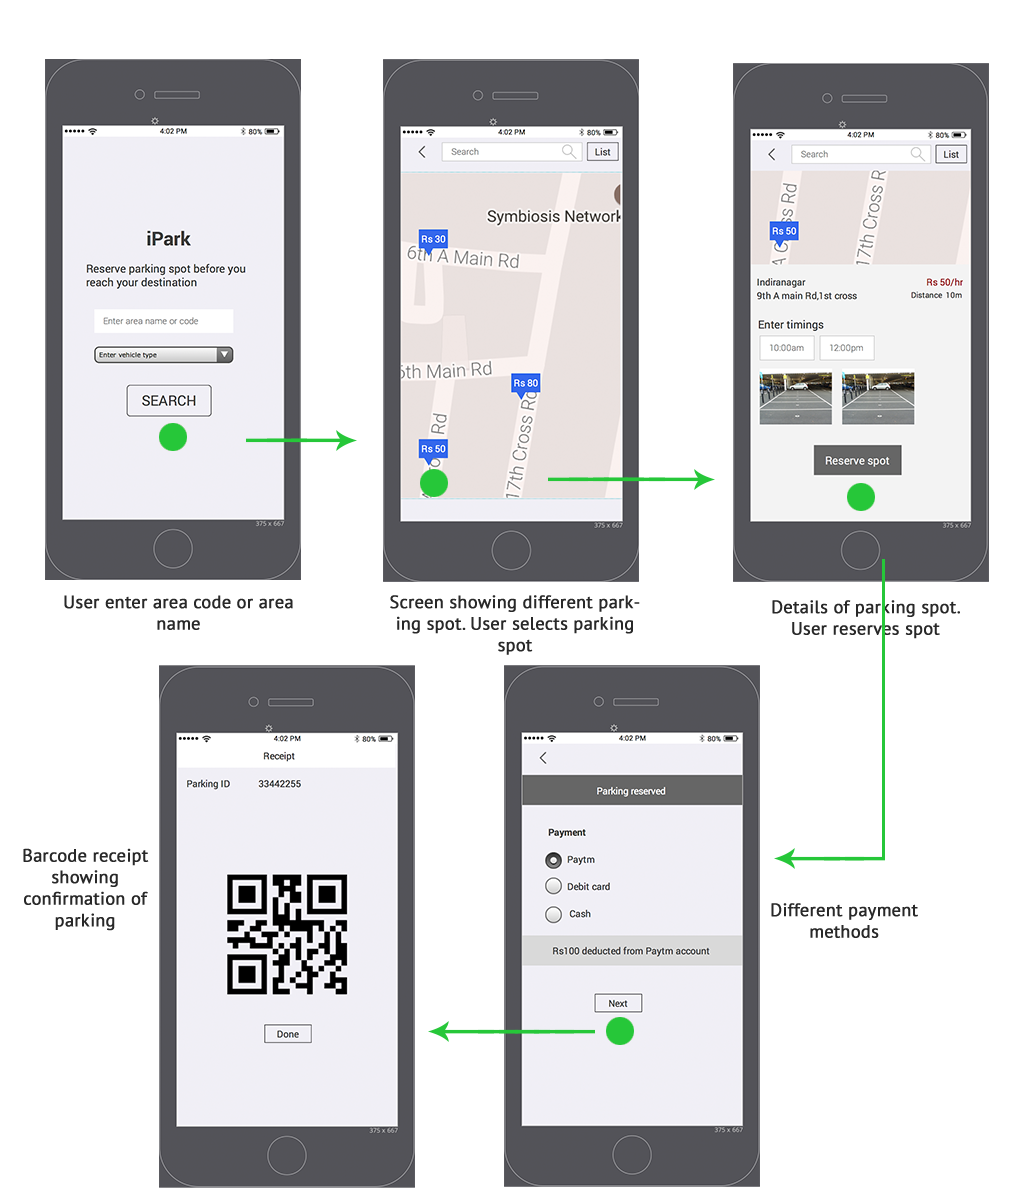 4:02 PM
80%
iPark
Reserve parking spot before you
reach your destination
Enter area name or code
Enter vehicle type
SEARCH
375 x 667
User enter area code or area
name
4:02 PM
80%
Search
List
Symbiosis Network
Rs 30
6th A Main Rd
6th Main Rd
Rs 80
Rs 50
Rd
17th Cross Rd
375 x 667
Screen showing different park-
ing spot. User selects parking
spot
4:02 PM
80%
Search
List
Rs 50
A Cross Rd
17th Cross R
Indiranagar
Rs 50/hr
9th A main Rd,1st cross
Distance 10m
Enter timings
10:00am
12:00pm
Reserve spot
375 x 667
Details of parking spot.
User reserves spot
4:02 PM
80%
Parking reserved
Payment
Paytm
Debit card
Cash
Rs100 deducted from Paytm account
Next
375 x 667
Different payment
methods
4:02 PM
80%
Receipt
Parking ID
33442255
Done
375 x 667
Barcode receipt
showing
confirmation of
parking